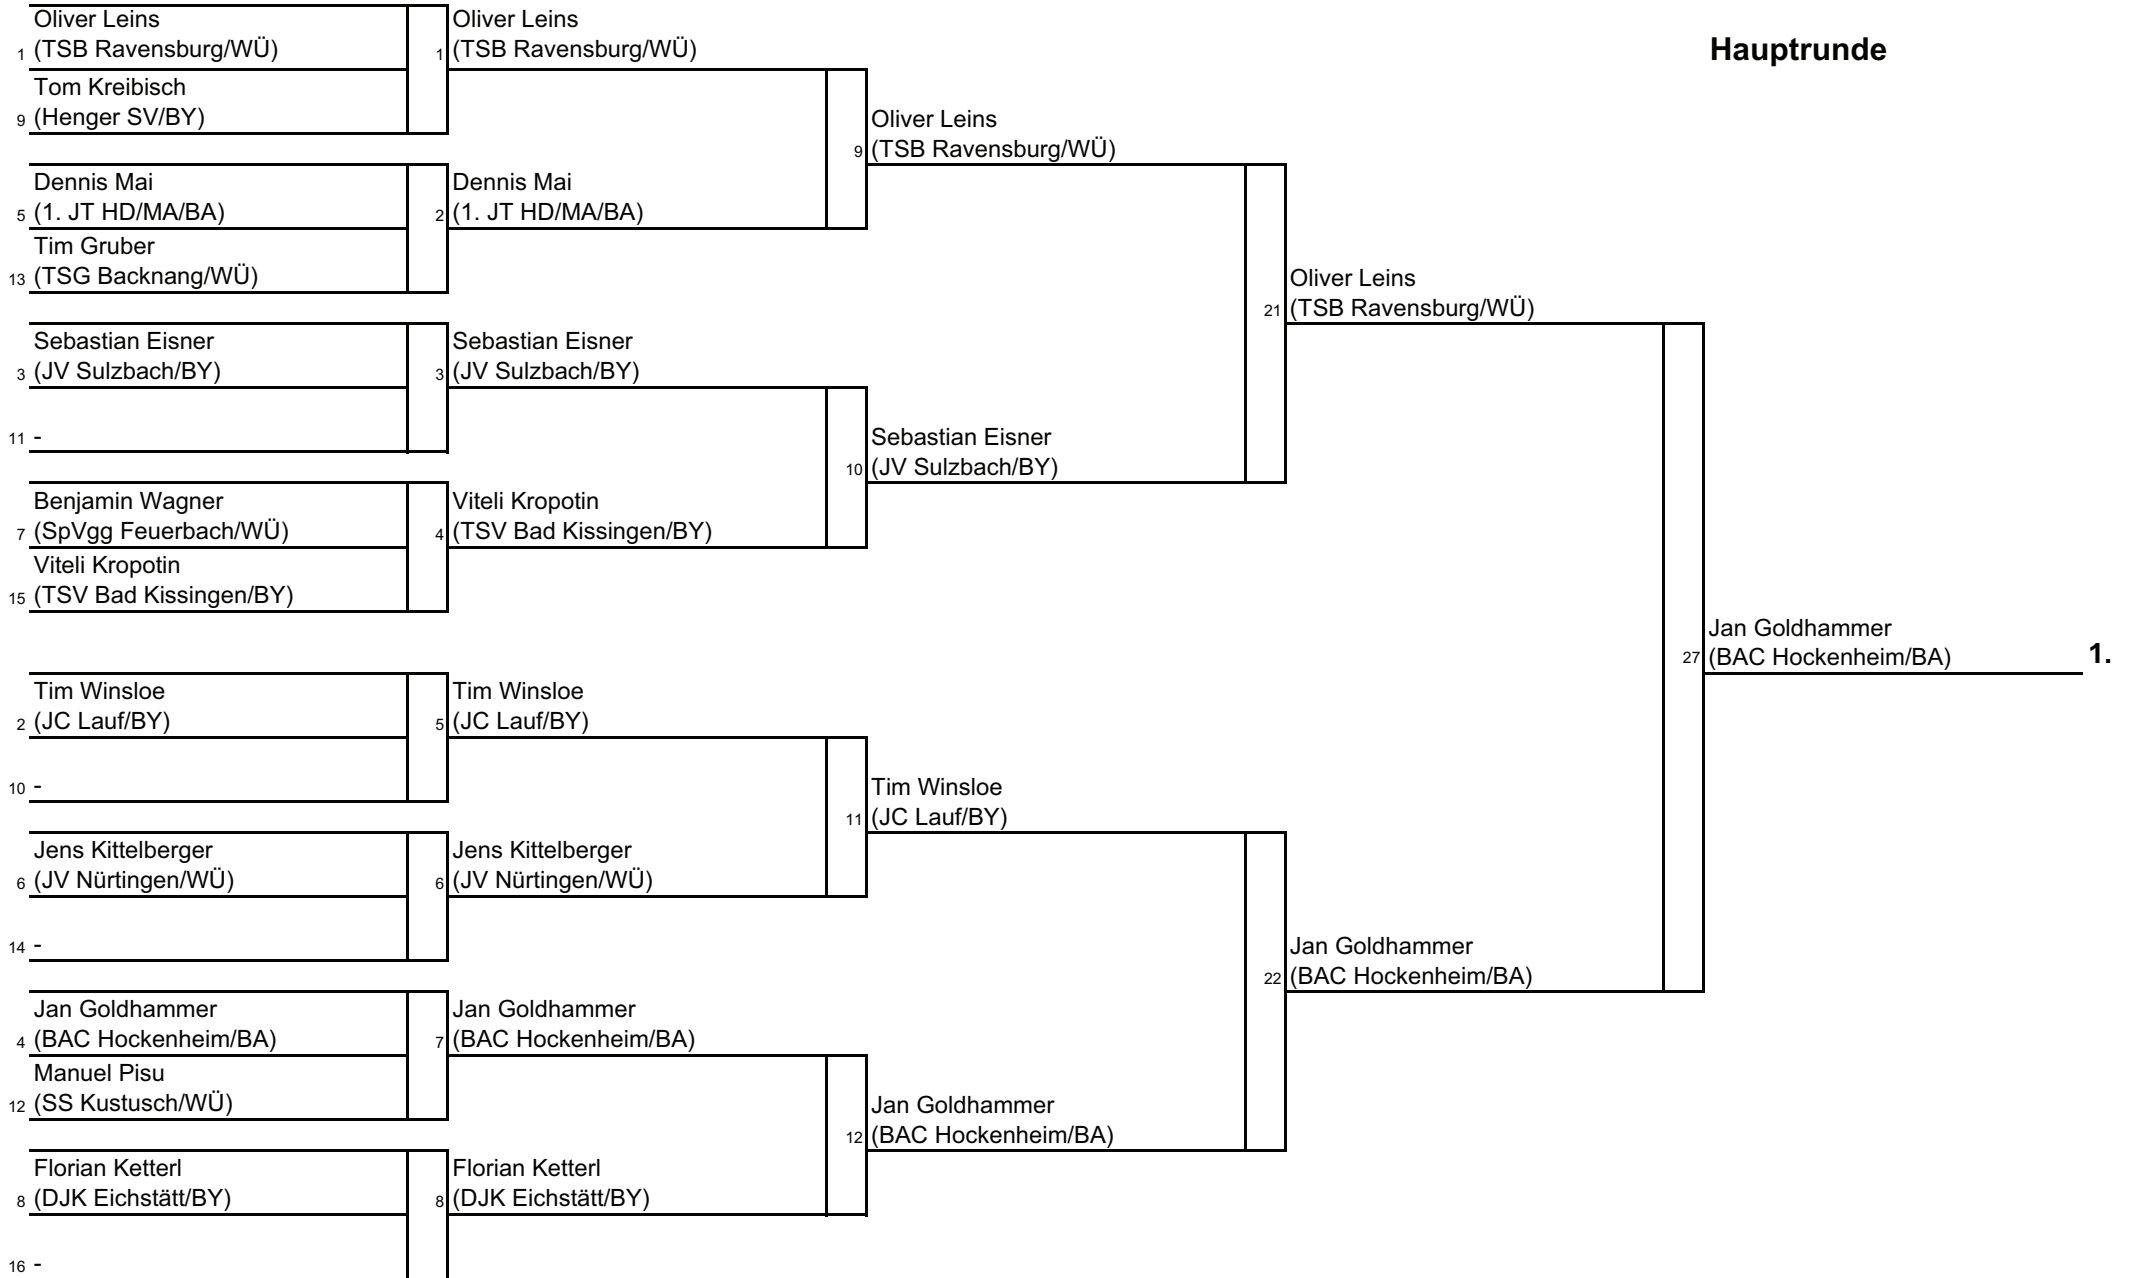 Hauptrunde
Oliver Leins
1 (TSB Ravensburg/WÜ)
Tom Kreibisch
9 (Henger SV/BY)
Dennis Mai
5 (1. JT HD/MA/BA)
Tim Gruber
13 (TSG Backnang/WÜ)
Sebastian Eisner
3 (JV Sulzbach/BY)
11 -
Benjamin Wagner
7 (SpVgg Feuerbach/WÜ)
Viteli Kropotin
15 (TSV Bad Kissingen/BY)
Tim Winsloe
2 (JC Lauf/BY)
10 -
Jens Kittelberger
6 (JV Nürtingen/WÜ)
14 -
Jan Goldhammer
4 (BAC Hockenheim/BA)
Manuel Pisu
12 (SS Kustusch/WÜ)
Florian Ketterl
8 (DJK Eichstätt/BY)
16 -
Oliver Leins
1 (TSB Ravensburg/WÜ)
Dennis Mai
2 (1. JT HD/MA/BA)
Sebastian Eisner
3 (JV Sulzbach/BY)
Viteli Kropotin
4 (TSV Bad Kissingen/BY)
Tim Winsloe
5 (JC Lauf/BY)
Jens Kittelberger
6 (JV Nürtingen/WÜ)
Jan Goldhammer
7 (BAC Hockenheim/BA)
Florian Ketterl
8 (DJK Eichstätt/BY)
Oliver Leins
9 (TSB Ravensburg/WÜ)
Sebastian Eisner
10 (JV Sulzbach/BY)
Tim Winsloe
11 (JC Lauf/BY)
Jan Goldhammer
12 (BAC Hockenheim/BA)
Oliver Leins
21 (TSB Ravensburg/WÜ)
Jan Goldhammer
22 (BAC Hockenheim/BA)
Jan Goldhammer
27 (BAC Hockenheim/BA) 1.